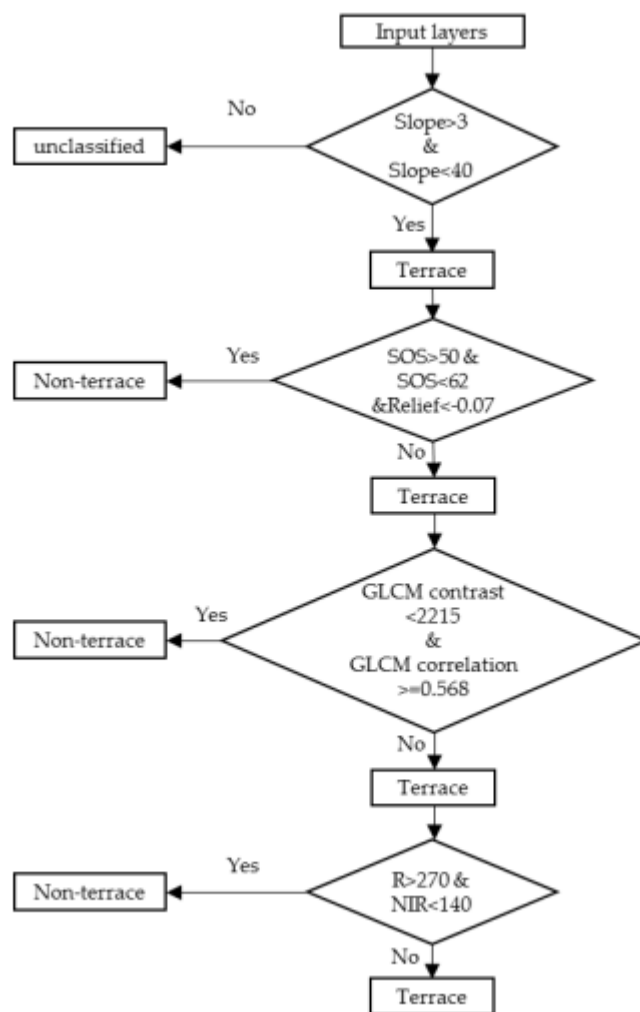 Input layers
No
Slope>3
&
Slope<40
unclassified
Yes
Terrace
Yes
SOS>50 &
SOS<62
&Relief<-0.07
Non-terrace
No
Terrace
Yes
GLCM contrast
<2215
&
GLCM correlation
>=0.568
Non-terrace
No
Terrace
Yes
R>270 &
NIR<140
Non-terrace
No
Terrace